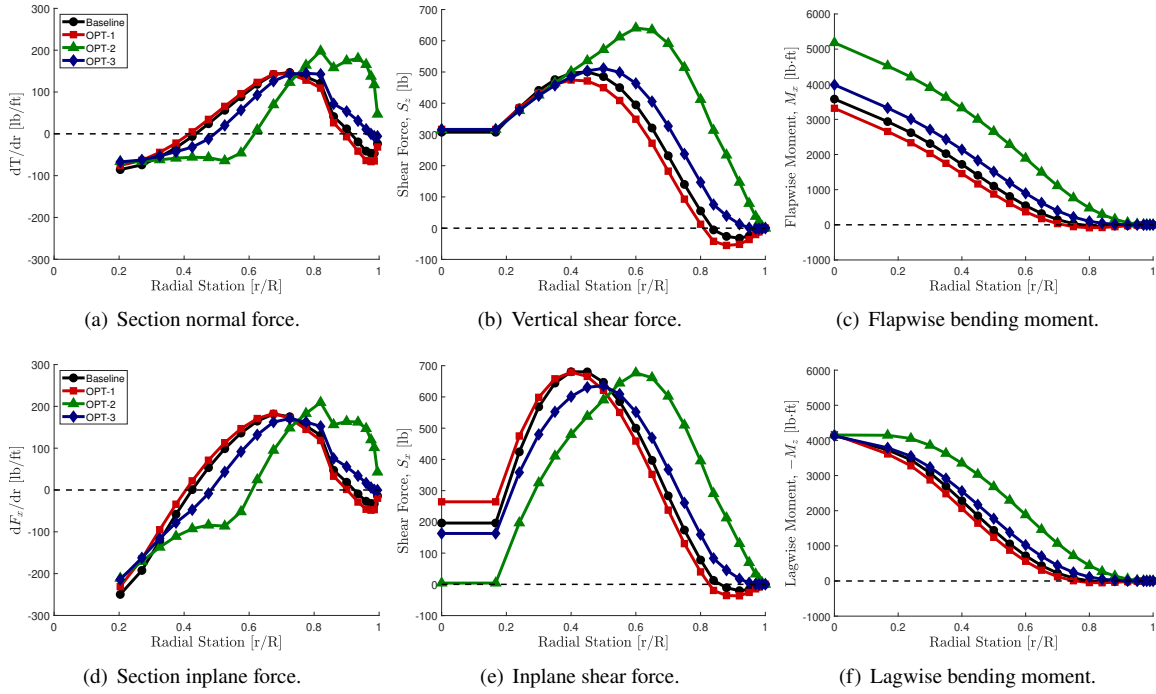 300
200
100
0
-100
-200
-300
dT/dr [lb/ft]
Baseline
OPT-1
OPT-2
OPT-3
0 0.2 0.4 0.6 0.8 1
Radial Station [r/R]
(a) Section normal force.
700
600
500
400
300
200
100
0
-100
Shear Force, S_z [lb]
0 0.2 0.4 0.6 0.8 1
Radial Station [r/R]
(b) Vertical shear force.
6000
5000
4000
3000
2000
1000
0
-1000
Flapwise Moment, M_x [lb·ft]
0 0.2 0.4 0.6 0.8 1
Radial Station [r/R]
(c) Flapwise bending moment.
300
200
100
0
-100
-200
-300
dF_x/dr [lb/ft]
Baseline
OPT-1
OPT-2
OPT-3
0 0.2 0.4 0.6 0.8 1
Radial Station [r/R]
(d) Section inplane force.
700
600
500
400
300
200
100
0
-100
Shear Force, S_x [lb]
0 0.2 0.4 0.6 0.8 1
Radial Station [r/R]
(e) Inplane shear force.
6000
5000
4000
3000
2000
1000
0
-1000
Lagwise Moment, -M_z [lb·ft]
0 0.2 0.4 0.6 0.8 1
Radial Station [r/R]
(f) Lagwise bending moment.